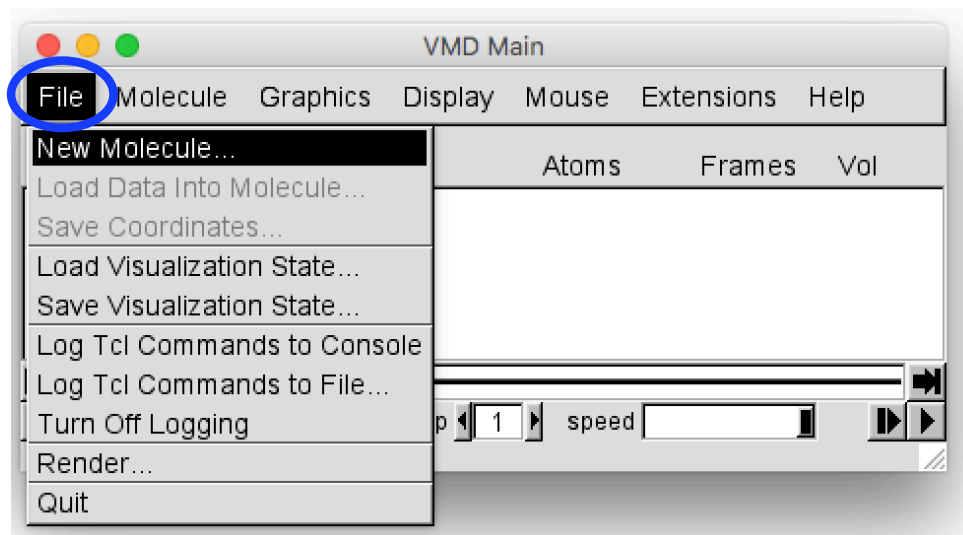 VMD Main
File Molecule Graphics Display Mouse Extensions Help
Atoms Frames Vol
New Molecule...
Load Data Into Molecule...
Save Coordinates...
Load Visualization State...
Save Visualization State...
Log Tcl Commands to Console
Log Tcl Commands to File...
Turn Off Logging
Render...
Quit
p 1 speed